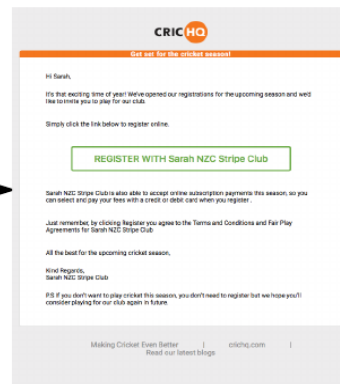 CRIC HQ
Get set for the cricket season!
Hi Sarah,
It's that exciting time of year! We've opened our registrations for the upcoming season and we'd
like to invite you to play for our club.
Simply click the link below to register online.
REGISTER WITH Sarah NZC Stripe Club
Sarah NZC Stripe Club is also able to accept online subscription payments this season, so you
can select and pay your fees with a credit or debit card when you register .
Just remember, by clicking Register you agree to the Terms and Conditions and Fair Play
Agreements for Sarah NZC Stripe Club
All the best for the upcoming cricket season,
Kind Regards,
Sarah NZC Stripe Club
P.S If you don't want to play cricket this season, you don't need to register but we hope you'll
consider playing for our club again in future.
Making Cricket Even Better | crichq.com |
Read our latest blogs